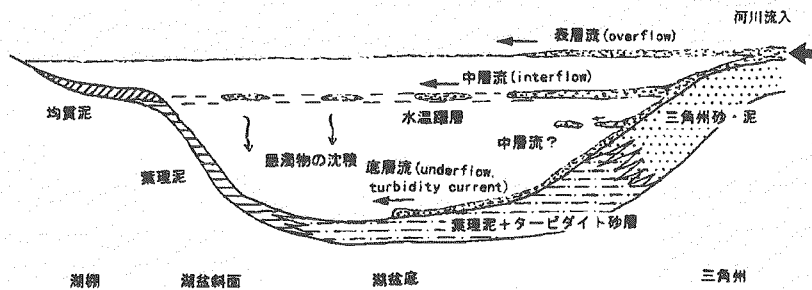 河川流入
表層流(overflow)
中層流(interflow)
均質泥
水温躍層
三角州砂・泥
中層流?
懸濁物の沈積
底層流(underflow,
turbidity current)
葉理泥
葉理泥+タービダイト砂層
湖棚
湖盆斜面
湖盆底
三角州